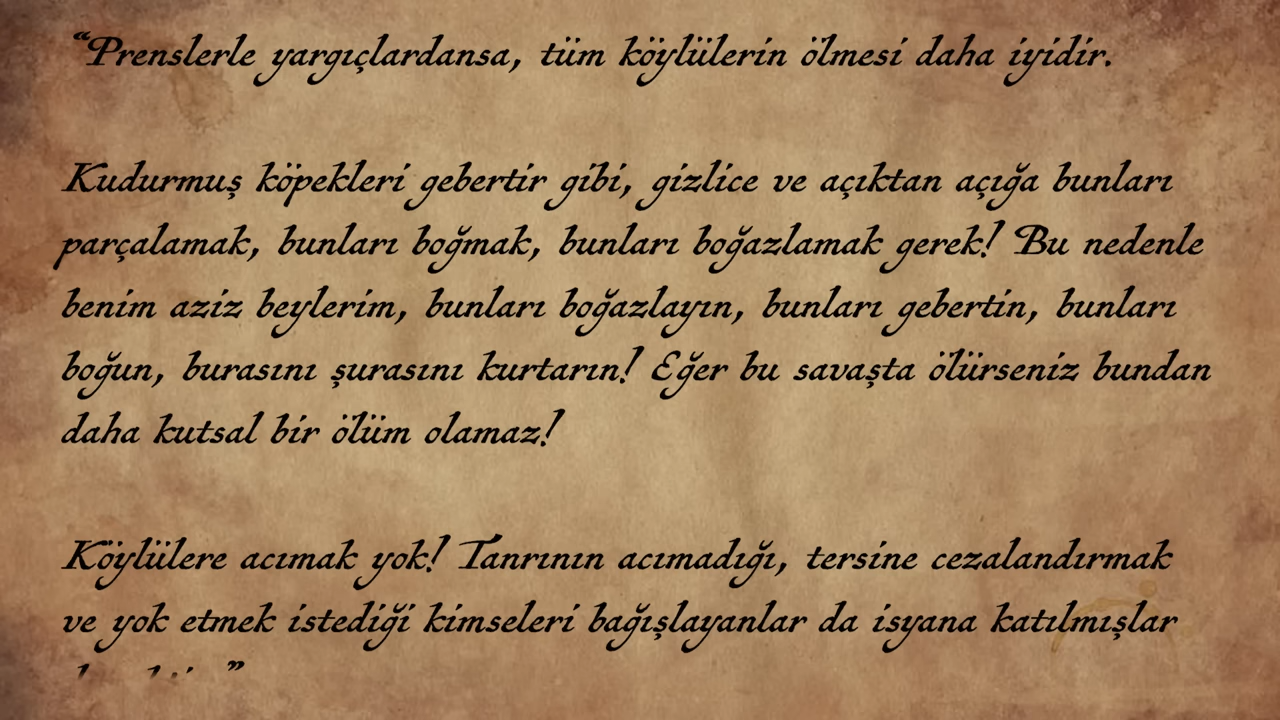 “Prenslerle yargıçlardansa, tüm köylülerin ölmesi daha iyidir.
Kudurmuş köpekleri gebertir gibi, gizlice ve açıktan açığa bunları
parçalamak, bunları boğmak, bunları boğazlamak gerek! Bu nedenle
benim aziz beylerim, bunları boğazlayın, bunları gebertin, bunları
boğun, burasını şurasını kurtarın! Eğer bu savaşta ölürseniz bundan
daha kutsal bir ölüm olamaz!
Köylülere acımak yok! Tanrının acımadığı, tersine cezalandırmak
ve yok etmek istediği kimseleri bağışlayanlar da isyana katılmışlar